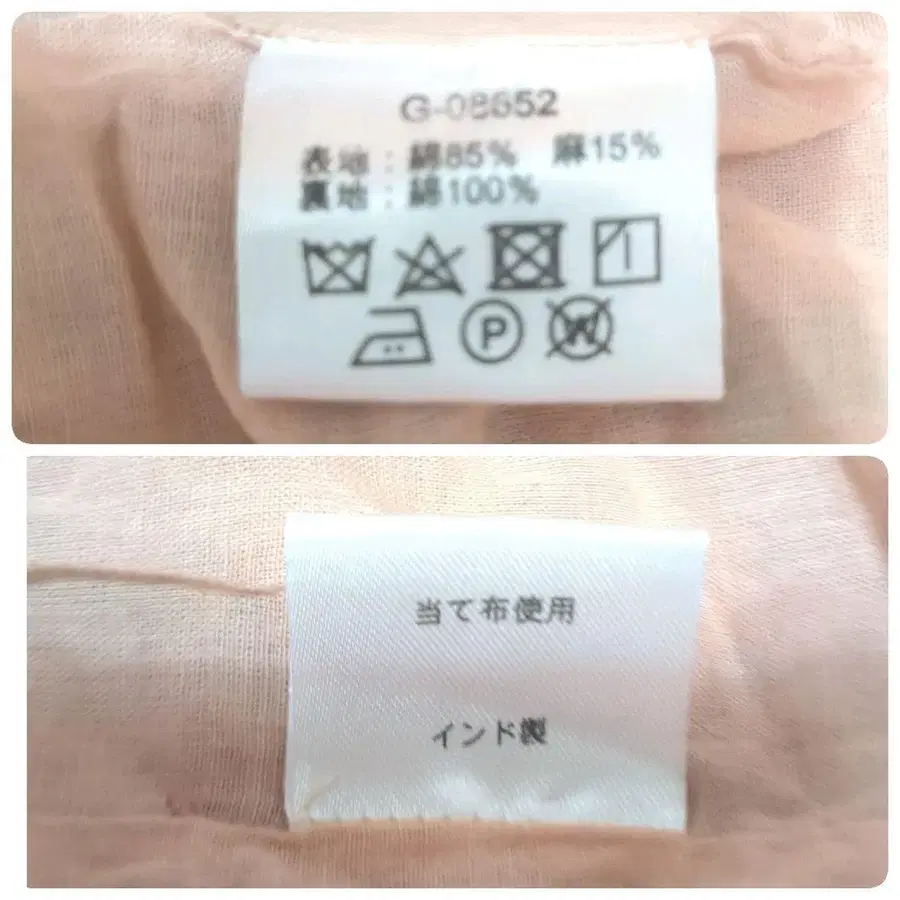 G-08652
表地：綿85%　麻15%
裏地：綿100%
P
W
当て布使用
インド製